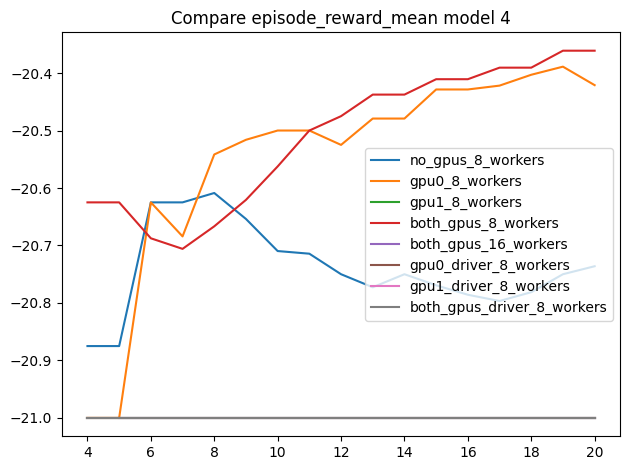 Compare episode_reward_mean model 4
−20.4
−20.5
−20.6
−20.7
−20.8
−20.9
−21.0
no_gpus_8_workers
gpu0_8_workers
gpu1_8_workers
both_gpus_8_workers
both_gpus_16_workers
gpu0_driver_8_workers
gpu1_driver_8_workers
both_gpus_driver_8_workers
4 6 8 10 12 14 16 18 20